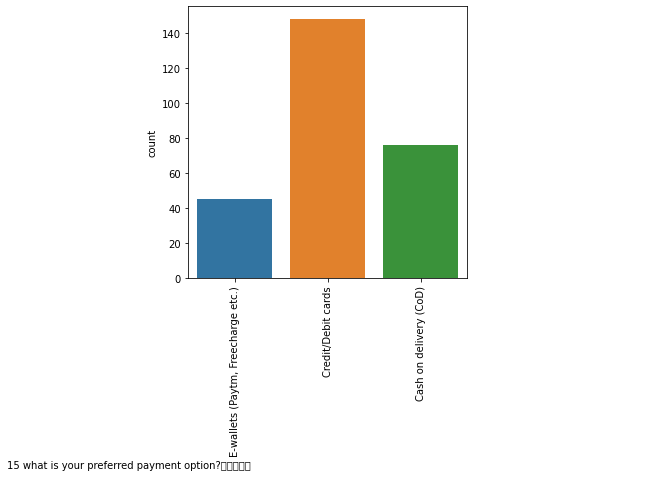 140
120
100
80
60
40
20
0
count
E-wallets (Paytm, Freecharge etc.)
Credit/Debit cards
Cash on delivery (CoD)
15 what is your preferred payment option?